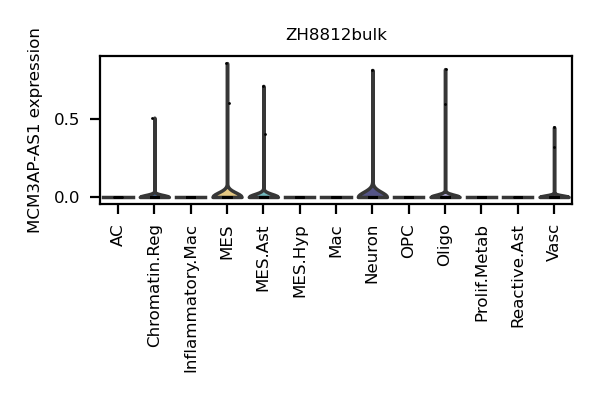 ZH8812bulk
MCM3AP-AS1 expression
0.5
0.0
AC
Chromatin.Reg
Inflammatory.Mac
MES
MES.Ast
MES.Hyp
Mac
Neuron
OPC
Oligo
Prolif.Metab
Reactive.Ast
Vasc